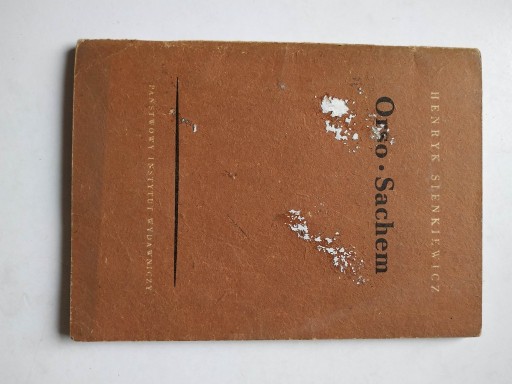 HENRYK SIENKIEWICZ
Orso • Sachem
PAŃSTWOWY INSTYTUT WYDAWNICZY